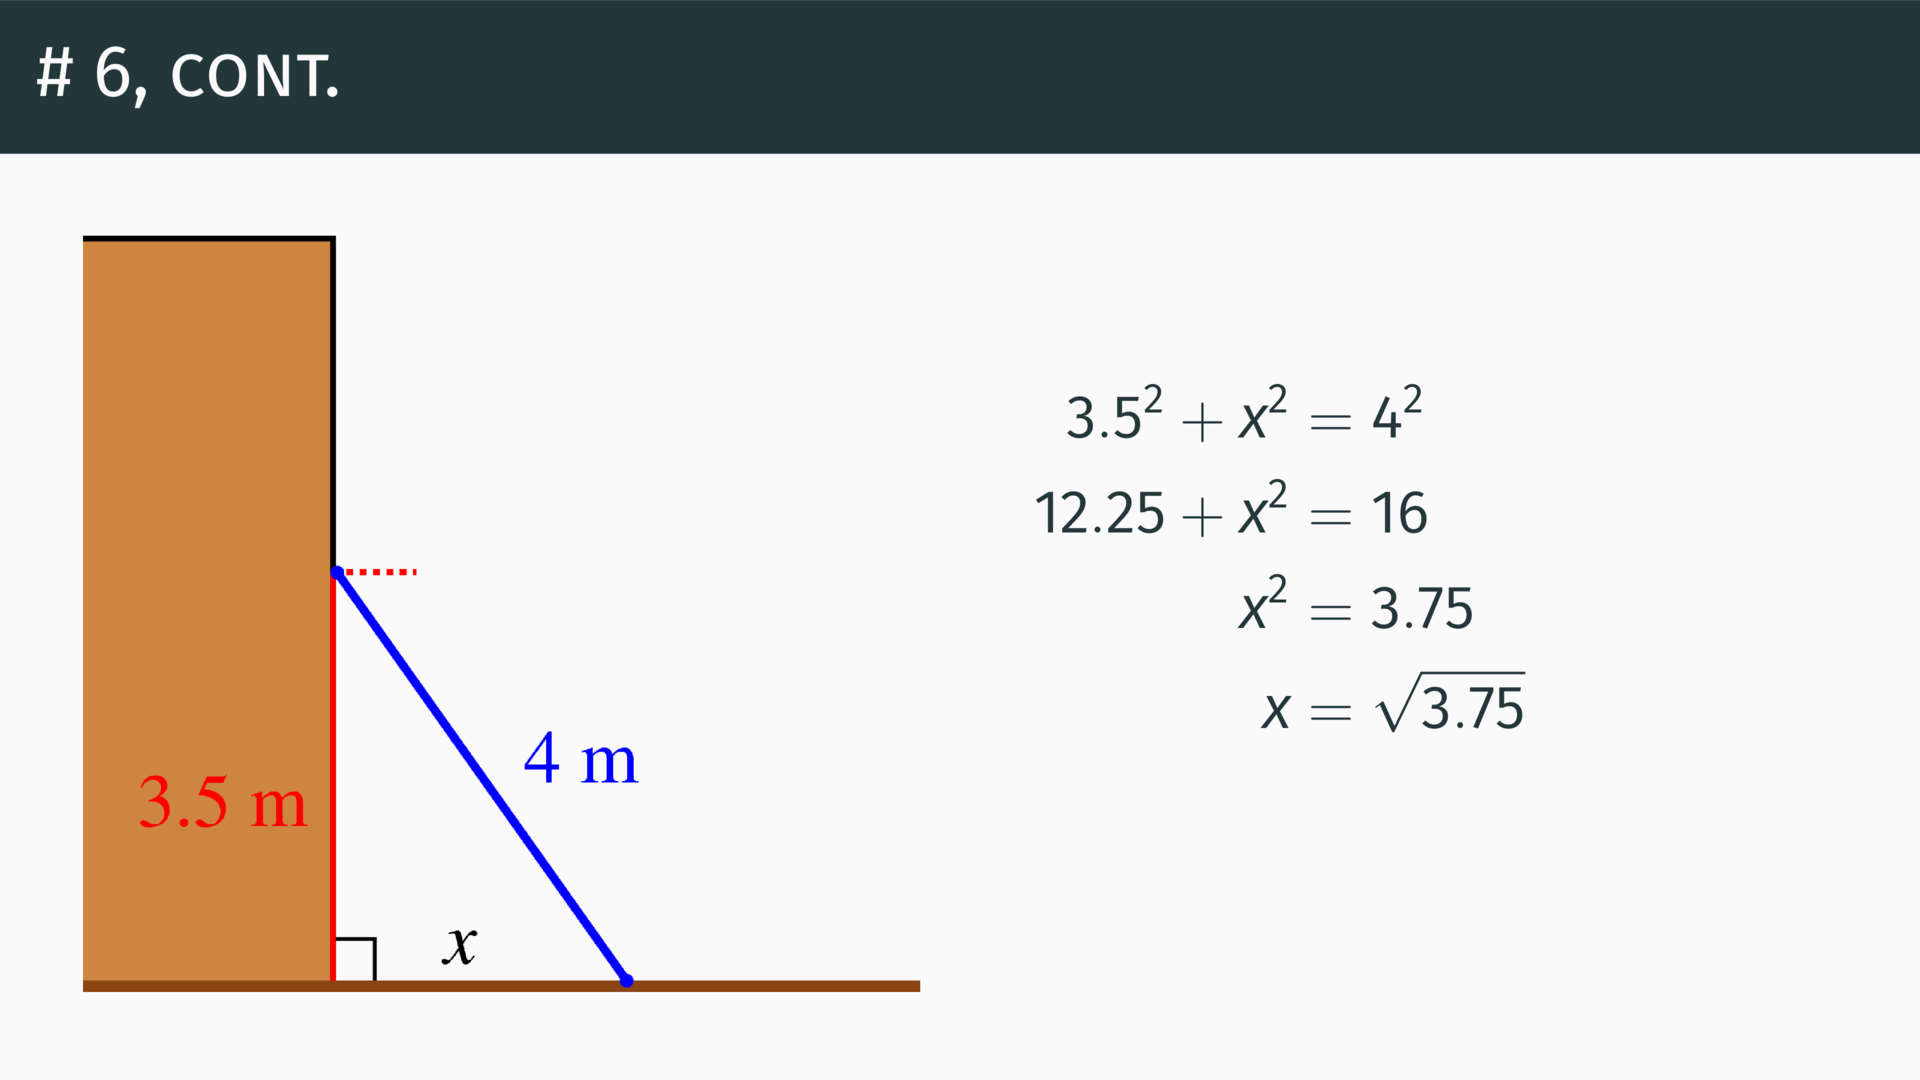 # 6, CONT.
3.5² + x² = 4²
12.25 + x² = 16
x² = 3.75
x = √3.75
4 m
3.5 m
x